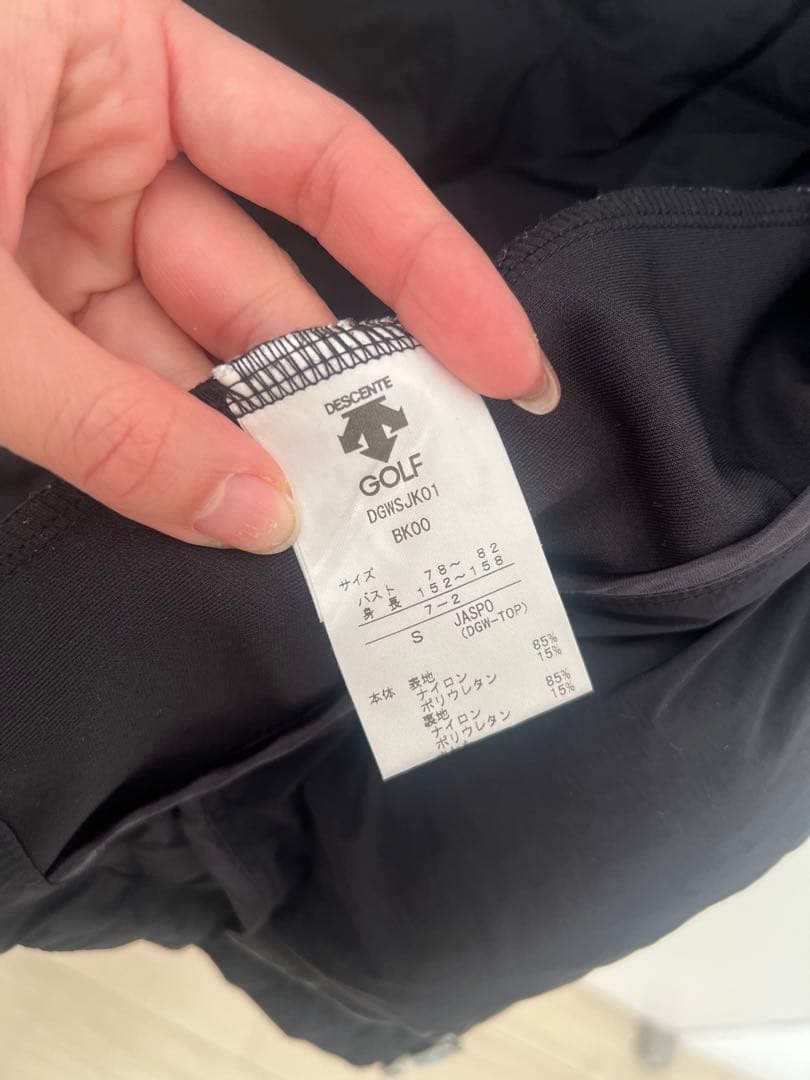 DESCENTE
GOLF
DGWSJK01
BK00
サイズ
バスト 78～ 82
身長 152～158
7-2
S JASPO
(DGW-TOP)
本体 表地
ナイロン 85%
ポリウレタン 15%
裏地
ナイロン 85%
ポリウレタン 15%